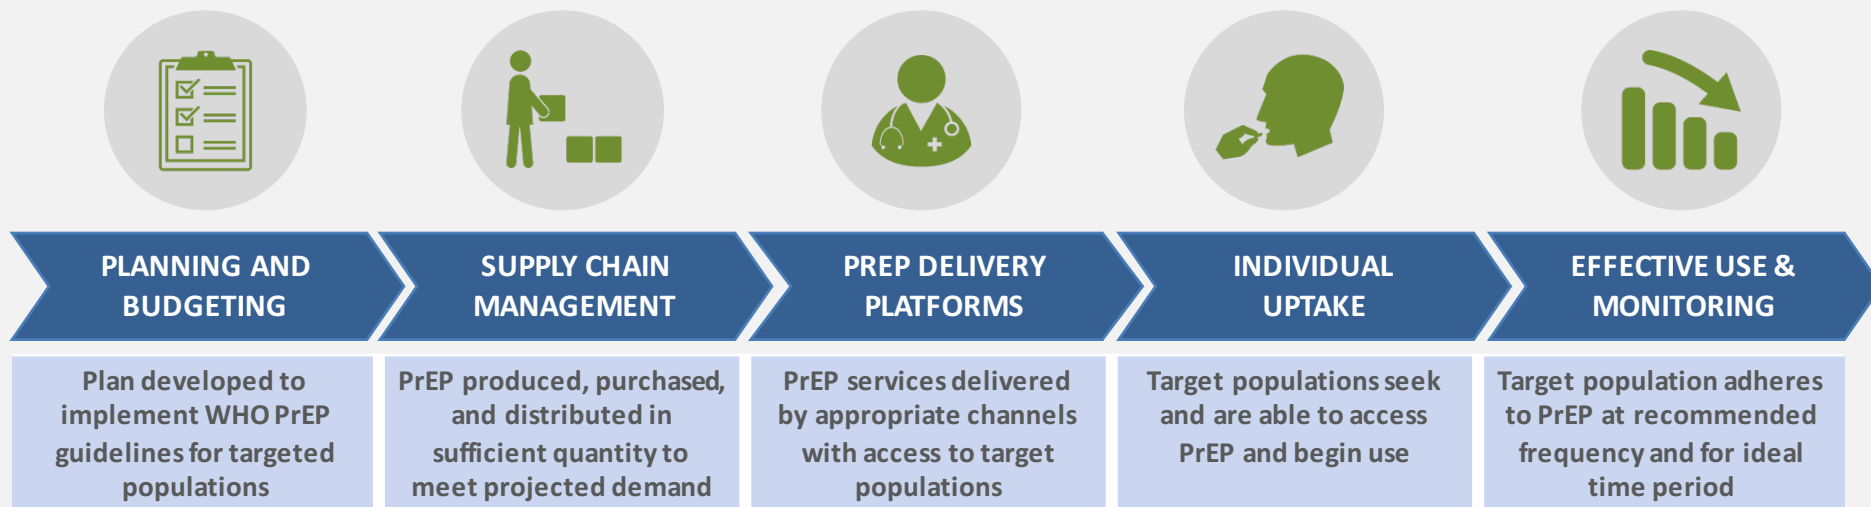 PLANNING AND
BUDGETING
SUPPLY CHAIN
MANAGEMENT
PREP DELIVERY
PLATFORMS
INDIVIDUAL
UPTAKE
EFFECTIVE USE &
MONITORING
Plan developed to
implement WHO PrEP
guidelines for targeted
populations
PrEP produced, purchased,
and distributed in
sufficient quantity to
meet projected demand
PrEP services delivered
by appropriate channels
with access to target
populations
Target populations seek
and are able to access
PrEP and begin use
Target population adheres
to PrEP at recommended
frequency and for ideal
time period